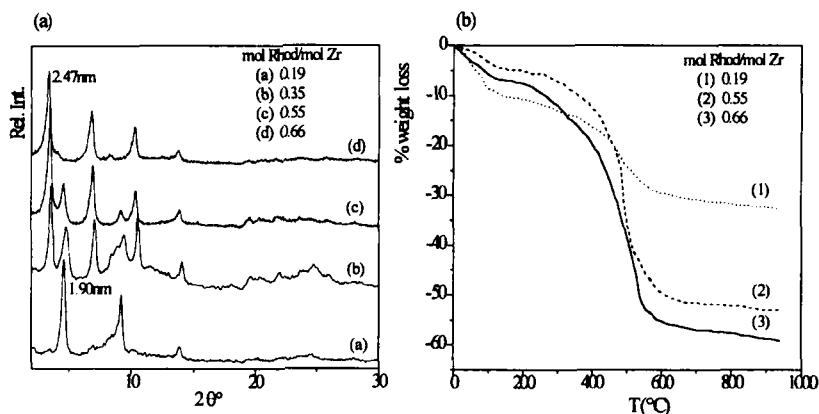 (a)
mol Rhod/mol Zr
(a) 0.19
(b) 0.35
(c) 0.55
(d) 0.66
2.47nm
1.90nm
(d)
(c)
(b)
(a)
Rel. Int.
0 10 20 30
2θ°
(b)
mol Rhod/mol Zr
(1) 0.19
(2) 0.55
(3) 0.66
0
-10
-20
-30
-40
-50
-60
% weight loss
(1)
(2)
(3)
0 200 400 600 800 1000
T(°C)